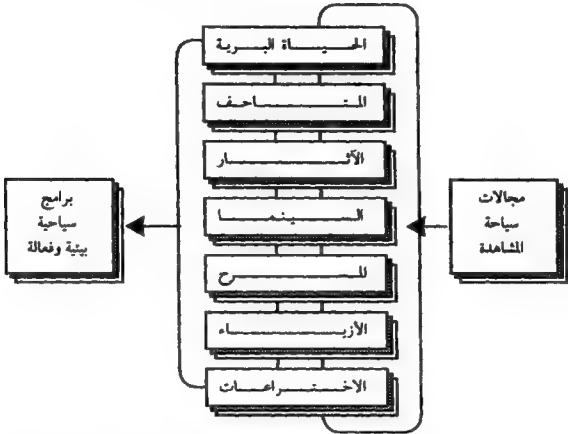 مجالات
سياحة
المشاهدة
الحياة البرية
المتاحف
الآثار
السينما
المسرح
الأزياء
الاختراعات
برامج
سياحية
بيئية وفعالة